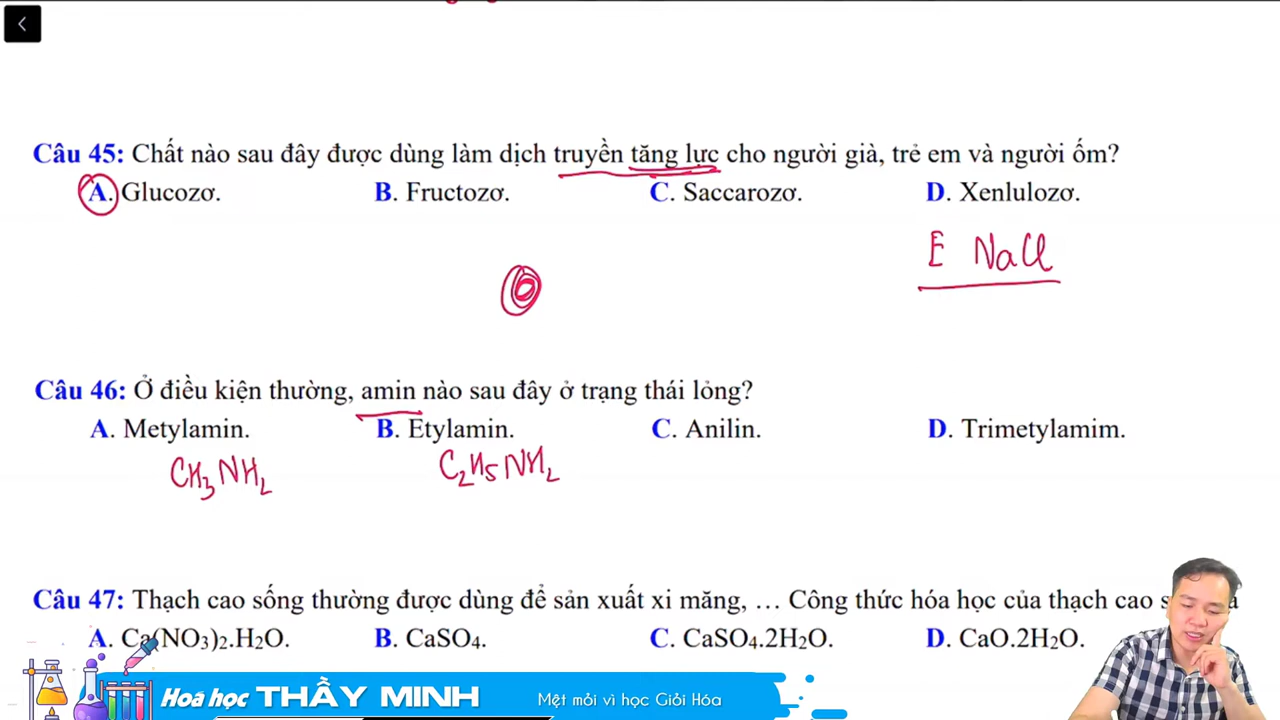 Câu 45: Chất nào sau đây được dùng làm dịch truyền tăng lực cho người già, trẻ em và người ốm?
A. Glucozơ. B. Fructozơ. C. Saccarozơ. D. Xenlulozơ.
E NaCl
Câu 46: Ở điều kiện thường, amin nào sau đây ở trạng thái lỏng?
A. Metylamin. B. Etylamin. C. Anilin. D. Trimetylamim.
CH3NH2 C2H5NH2
Câu 47: Thạch cao sống thường được dùng để sản xuất xi măng, … Công thức hóa học của thạch cao
A. Ca(NO3)2.H2O. B. CaSO4. C. CaSO4.2H2O. D. CaO.2H2O.
Hoá học THẦY MINH Mệt mỏi vì học Giỏi Hóa